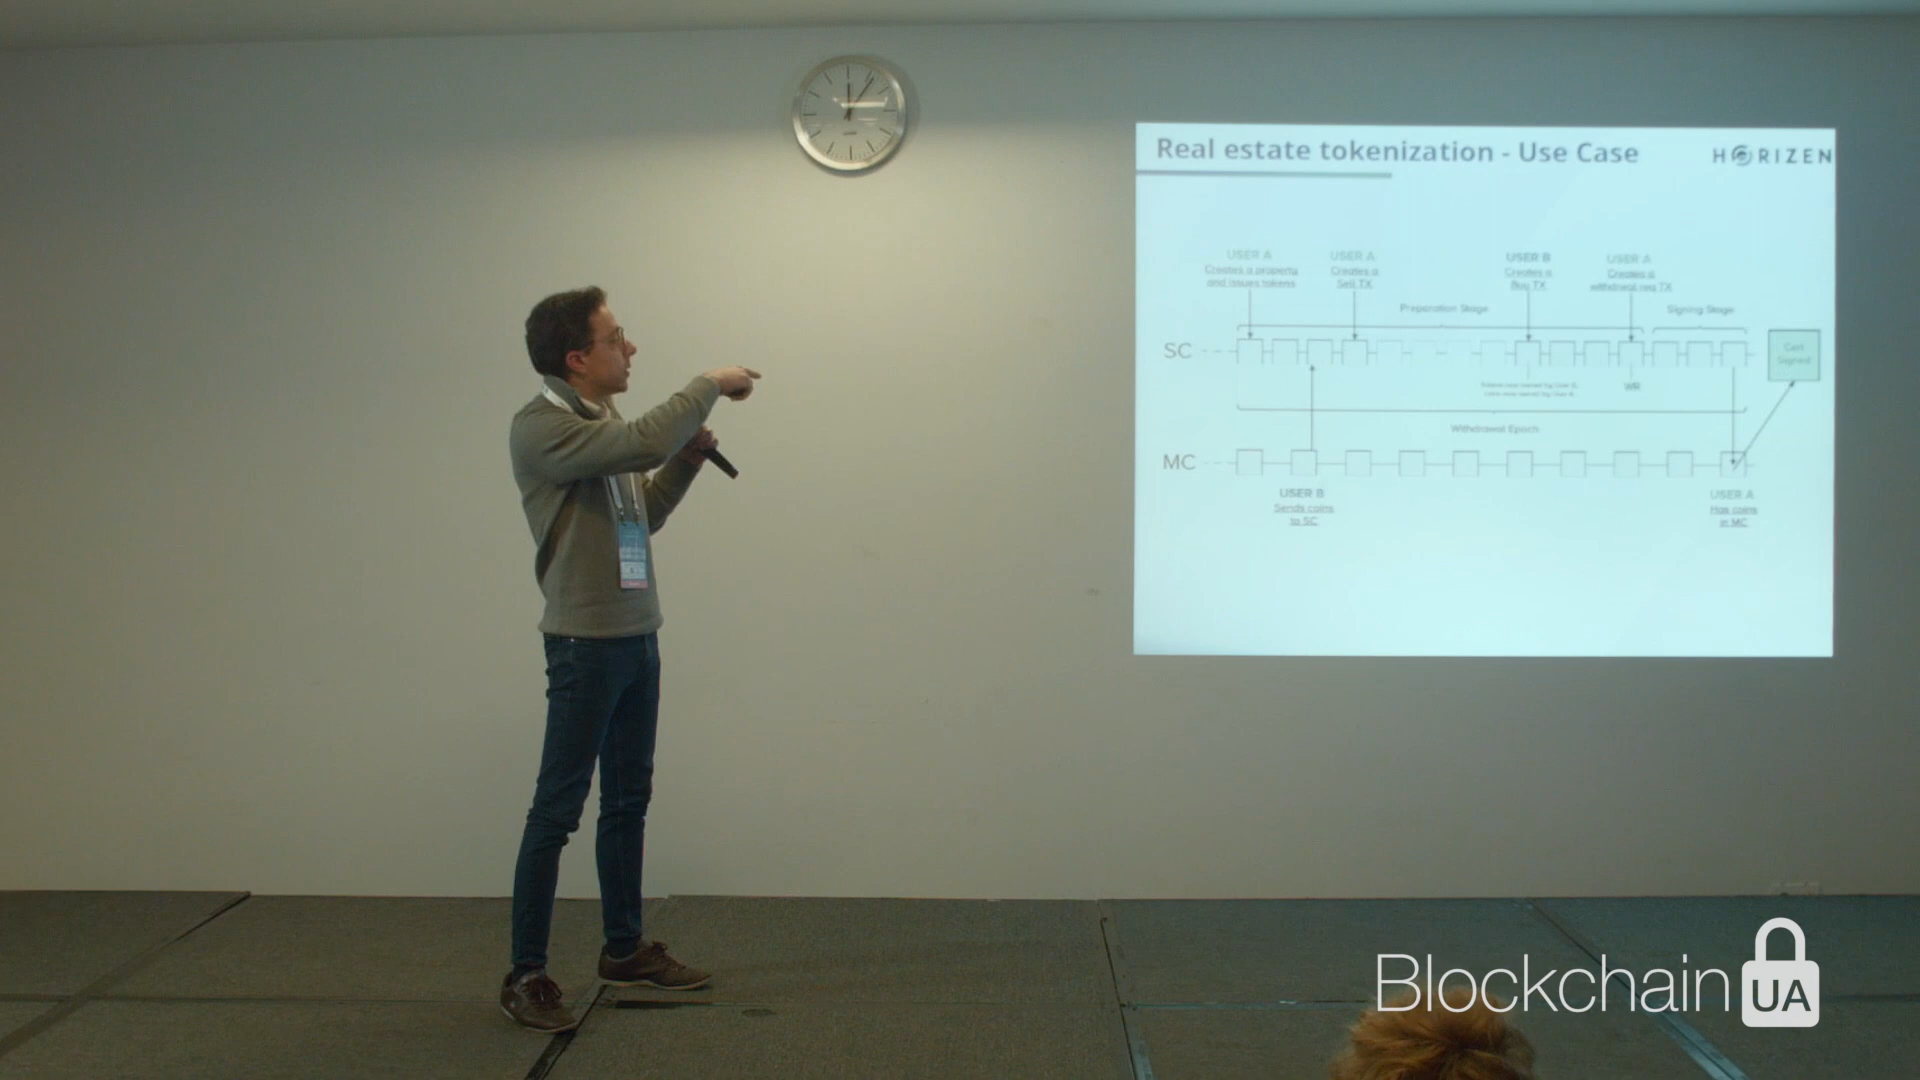 Real estate tokenization - Use Case
HORIZEN
USER A
Creates a property
and issues tokens
USER A
Creates a
Sell TX
USER B
Creates a
Buy TX
USER A
Creates a
withdrawal req TX
Preparation Stage
Signing Stage
SC
Cert
Signed
WR
Withdrawal Epoch
MC
USER B
Sends coins
to SC
USER A
Has coins
in MC
Blockchain
UA